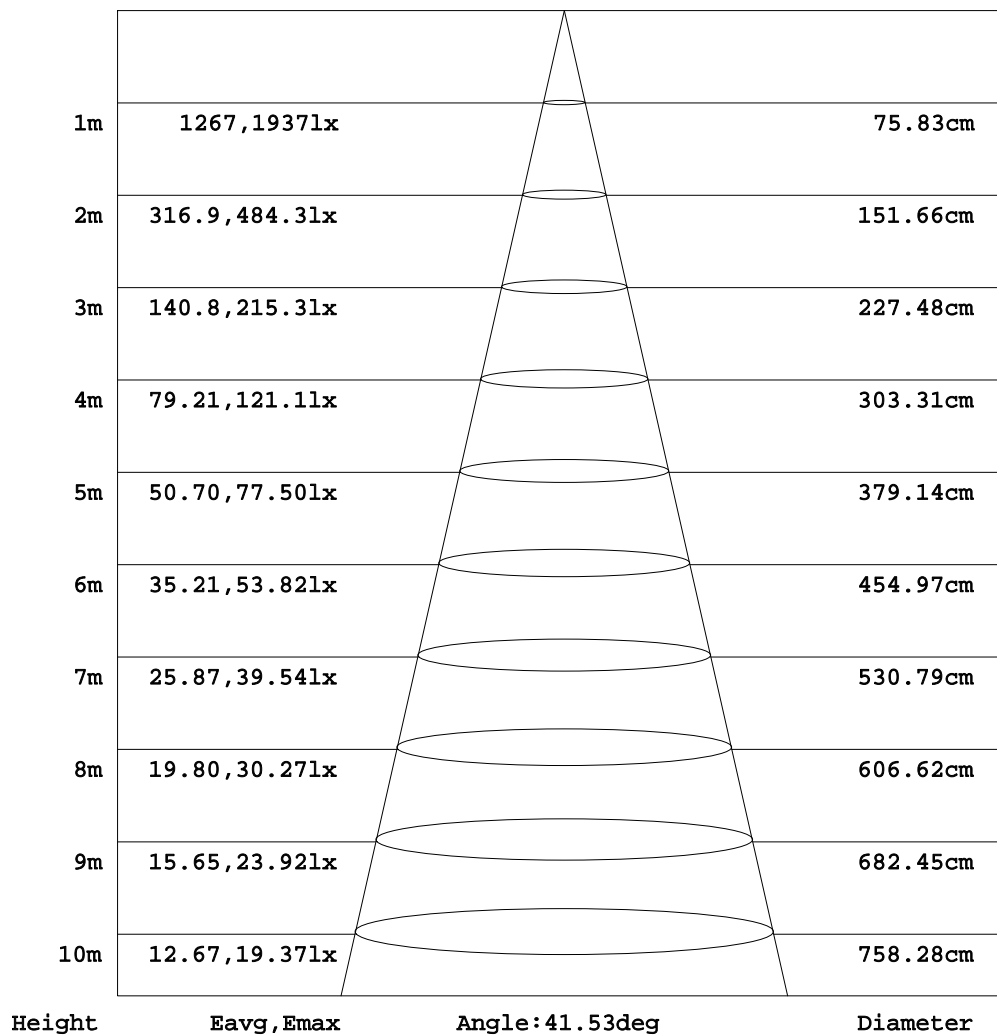 1m 1267,1937lx 75.83cm
2m 316.9,484.3lx 151.66cm
3m 140.8,215.3lx 227.48cm
4m 79.21,121.1lx 303.31cm
5m 50.70,77.50lx 379.14cm
6m 35.21,53.82lx 454.97cm
7m 25.87,39.54lx 530.79cm
8m 19.80,30.27lx 606.62cm
9m 15.65,23.92lx 682.45cm
10m 12.67,19.37lx 758.28cm
Height Eavg,Emax Angle:41.53deg Diameter